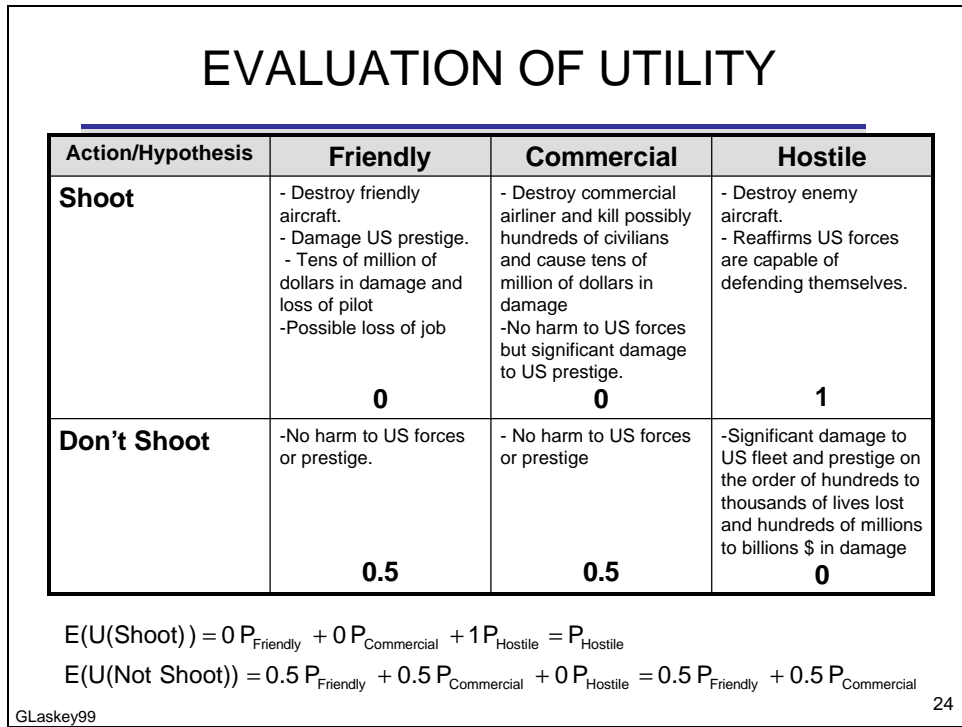 EVALUATION OF UTILITY
Action/Hypothesis
Friendly
Commercial
Hostile
Shoot
- Destroy friendly
aircraft.
- Damage US prestige.
- Tens of million of
dollars in damage and
loss of pilot
-Possible loss of job
0
- Destroy commercial
airliner and kill possibly
hundreds of civilians
and cause tens of
million of dollars in
damage
-No harm to US forces
but significant damage
to US prestige.
0
- Destroy enemy
aircraft.
- Reaffirms US forces
are capable of
defending themselves.
1
Don't Shoot
-No harm to US forces
or prestige.
0.5
- No harm to US forces
or prestige
0.5
-Significant damage to
US fleet and prestige on
the order of hundreds to
thousands of lives lost
and hundreds of millions
to billions $ in damage
0
E(U(Shoot)) = 0 P_Friendly + 0 P_Commercial + 1 P_Hostile = P_Hostile
E(U(Not Shoot)) = 0.5 P_Friendly + 0.5 P_Commercial + 0 P_Hostile = 0.5 P_Friendly + 0.5 P_Commercial
GLaskey99
24